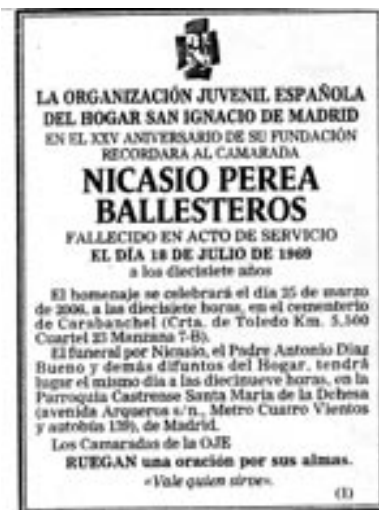 LA ORGANIZACIÓN JUVENIL ESPAÑOLA
DEL HOGAR SAN IGNACIO DE MADRID
EN EL XXV ANIVERSARIO DE SU FUNDACIÓN
RECORDARA AL CAMARADA
NICASIO PEREA
BALLESTEROS
FALLECIDO EN ACTO DE SERVICIO
EL DÍA 18 DE JULIO DE 1969
a los diecisiete años
El homenaje se celebrará el día 25 de marzo
de 2006, a las diecisiete horas, en el cementerio
de Carabanchel (Crta. de Toledo Km. 5,500
Cuartel 23 Manzana 7-B).
El funeral por Nicasio, el Padre Antonio Díaz
Bueno y demás difuntos del Hogar, tendrá
lugar el mismo día a las diecinueve horas, en la
Parroquia Castrense Santa María de la Dehesa
(avenida Arqueros s/n., Metro Cuatro Vientos
y autobús 139), de Madrid.
Los Camaradas de la OJE
RUEGAN una oración por sus almas.
«Vale quien sirve».
(1)